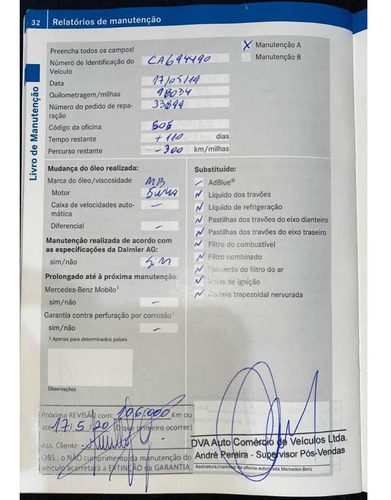 32 Relatórios de manutenção
Livro de Manutenção
Preencha todos os campos!
X Manutenção A
Manutenção B
Número de Identificação do Veículo CA694490
Data 17/05/19
Quilometragem/milhas 98034
Número do pedido de reparação 33899
Código da oficina 505
Tempo restante +110 dias
Percurso restante -300 km/milhas
Mudança do óleo realizada:
Marca do óleo/viscosidade MB
Motor 5W40
Caixa de velocidades automática
Diferencial
Manutenção realizada de acordo com
as especificações da Daimler AG:
sim/não Sim
Prolongado até à próxima manutenção:
Mercedes-Benz Mobilo¹
sim/não
Garantia contra perfuração por corrosão¹
sim/não
¹ Apenas para determinados países
Observações
Substituído:
AdBlue®
Líquido dos travões
Líquido de refrigeração
Pastilhas dos travões do eixo dianteiro
Pastilhas dos travões do eixo traseiro
Filtro do combustível
Filtro combinado
Elemento do filtro do ar
Velas de ignição
Correia trapezoidal nervurada
Próxima REVISÃO com: 106.000 Km ou
até 17.5.20 (O que primeiro ocorrer)
Ass. Cliente:
OBS.: o NÃO cumprimento da manutenção do
veículo acarretará a EXTINÇÃO da GARANTIA.
DVA Auto Comércio de Veículos Ltda.
André Pereira - Supervisor Pós-Vendas
Assinatura/carimbo da oficina autorizada Mercedes-Benz